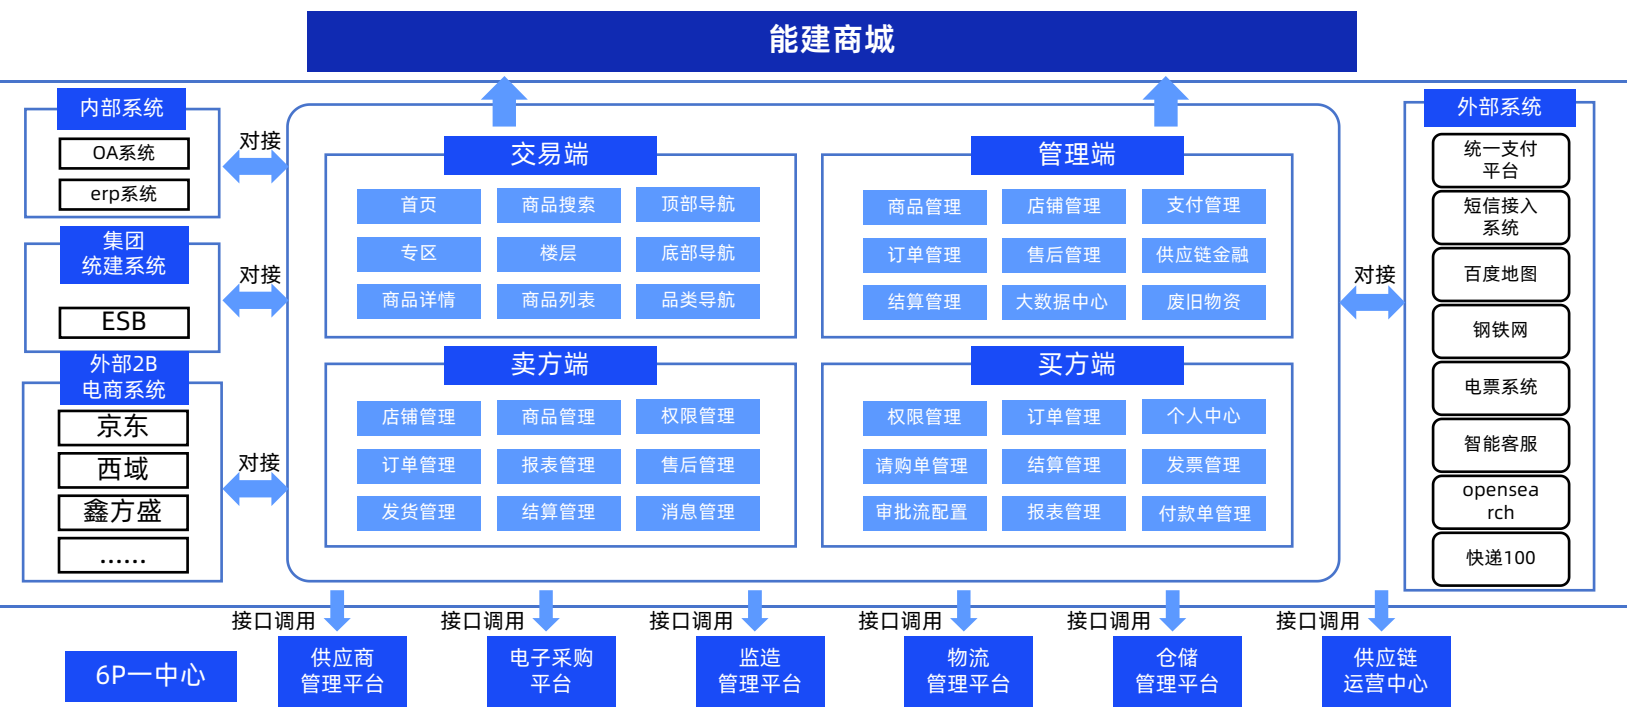 能建商城
内部系统
OA系统
erp系统
对接
集团
统建系统
ESB
对接
外部2B
电商系统
京东
西域
鑫方盛
......
对接
交易端
首页
商品搜索
顶部导航
专区
楼层
底部导航
商品详情
商品列表
品类导航
管理端
商品管理
店铺管理
支付管理
订单管理
售后管理
供应链金融
结算管理
大数据中心
废旧物资
卖方端
店铺管理
商品管理
权限管理
订单管理
报表管理
售后管理
发货管理
结算管理
消息管理
买方端
权限管理
订单管理
个人中心
请购单管理
结算管理
发票管理
审批流配置
报表管理
付款单管理
对接
外部系统
统一支付
平台
短信接入
系统
百度地图
钢铁网
电票系统
智能客服
opensea
rch
快递100
接口调用
接口调用
接口调用
接口调用
接口调用
接口调用
6P一中心
供应商
管理平台
电子采购
平台
监造
管理平台
物流
管理平台
仓储
管理平台
供应链
运营中心